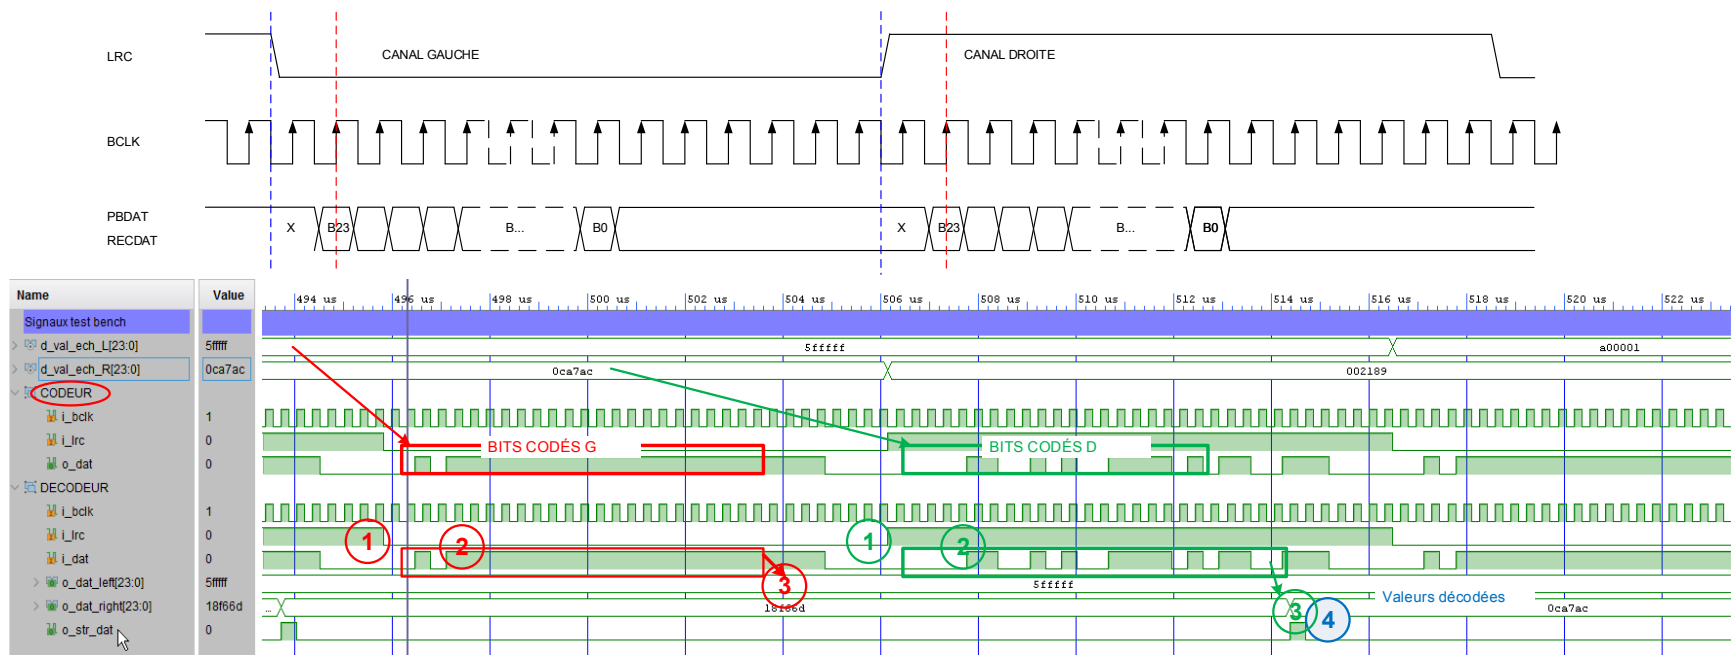 LRC
CANAL GAUCHE
CANAL DROITE
BCLK
PBDAT
RECDAT
X
B23
B...
B0
X
B23
B...
B0
Name
Value
494 us
496 us
498 us
500 us
502 us
504 us
506 us
508 us
510 us
512 us
514 us
516 us
518 us
520 us
522 us
Signaux test bench
d_val_ech_L[23:0]
5fffff
5fffff
a00001
d_val_ech_R[23:0]
0ca7ac
0ca7ac
002189
CODEUR
i_bclk
1
i_lrc
0
BITS CODÉS G
BITS CODÉS D
o_dat
0
DECODEUR
i_bclk
1
i_lrc
0
1
2
1
2
i_dat
0
o_dat_left[23:0]
5fffff
5fffff
3
Valeurs décodées
o_dat_right[23:0]
18f66d
...
18f66d
3
4
0ca7ac
o_str_dat
0